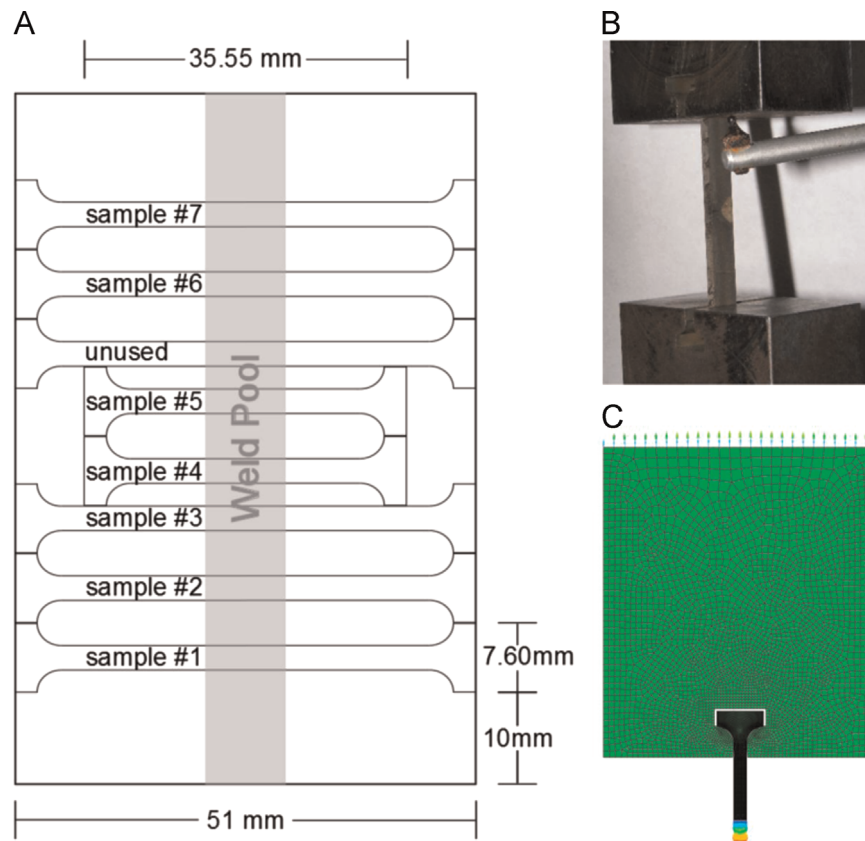 A
B
35.55 mm
sample #7
sample #6
unused
sample #5
sample #4
sample #3
sample #2
sample #1
Weld Pool
7.60mm
10mm
51 mm
C